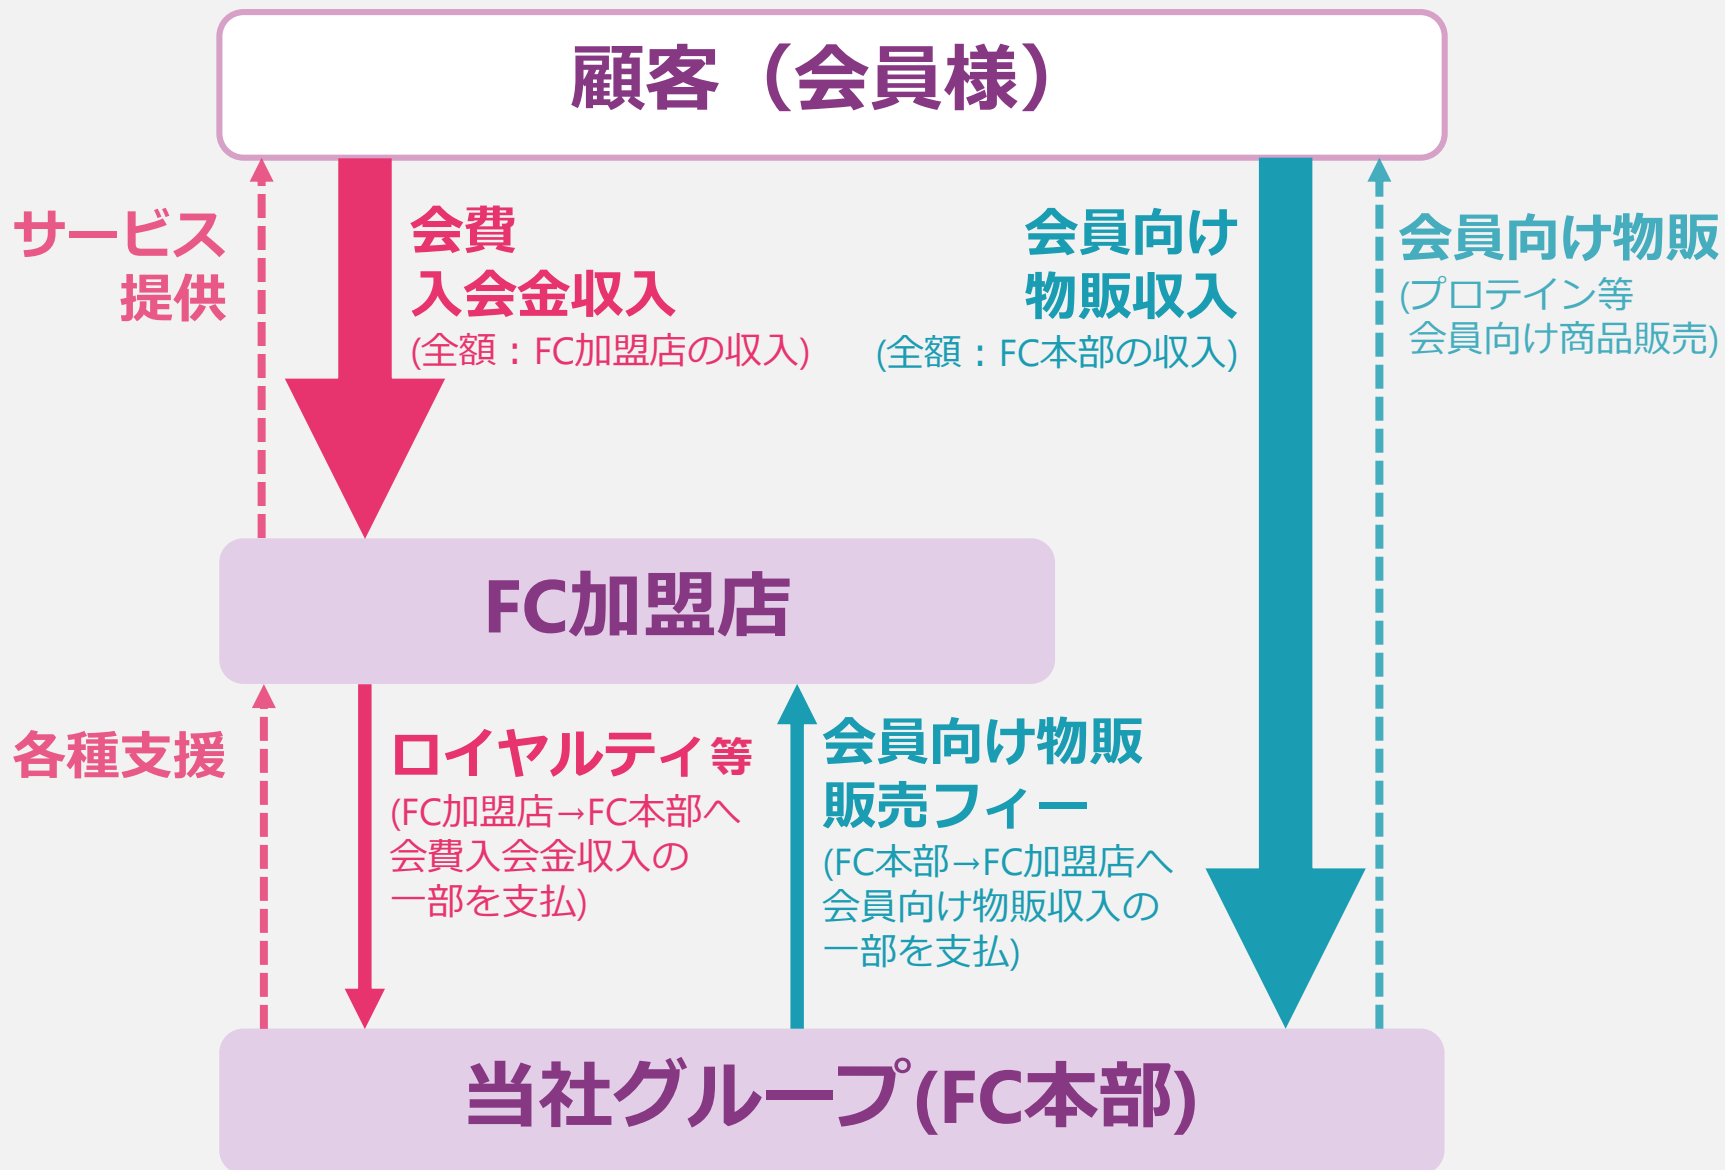 顧客（会員様）
サービス
提供
会費
入会金収入
(全額：FC加盟店の収入)
会員向け
物販収入
(全額：FC本部の収入)
会員向け物販
(プロテイン等
会員向け商品販売)
FC加盟店
各種支援
ロイヤルティ等
(FC加盟店→FC本部へ
会費入会金収入の
一部を支払)
会員向け物販
販売フィー
(FC本部→FC加盟店へ
会員向け物販収入の
一部を支払)
当社グループ(FC本部)